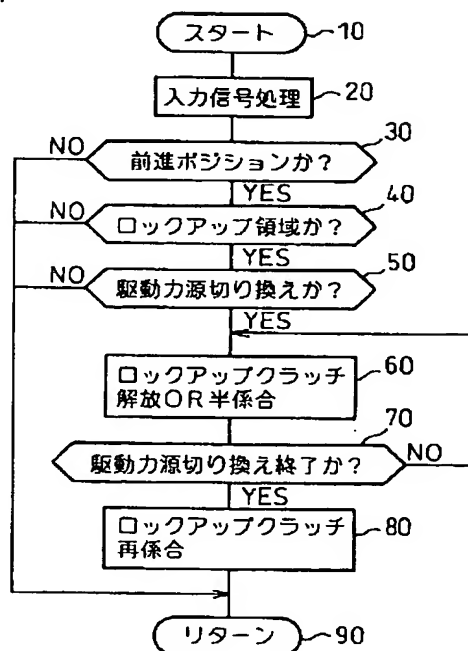 スタート 10
入力信号処理 20
30
NO 前進ポジションか?
YES 40
NO ロックアップ領域か?
YES 50
NO 駆動力源切り換えか?
YES
ロックアップクラッチ 60
解放OR半係合
70
駆動力源切り換え終了か? NO
YES
ロックアップクラッチ 80
再係合
リターン 90